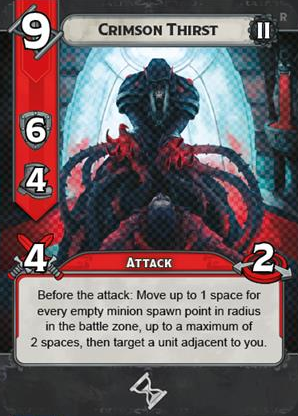 9
CRIMSON THIRST
II
R
6
4
4
ATTACK
2
Before the attack: Move up to 1 space for
every empty minion spawn point in radius
in the battle zone, up to a maximum of
2 spaces, then target a unit adjacent to you.